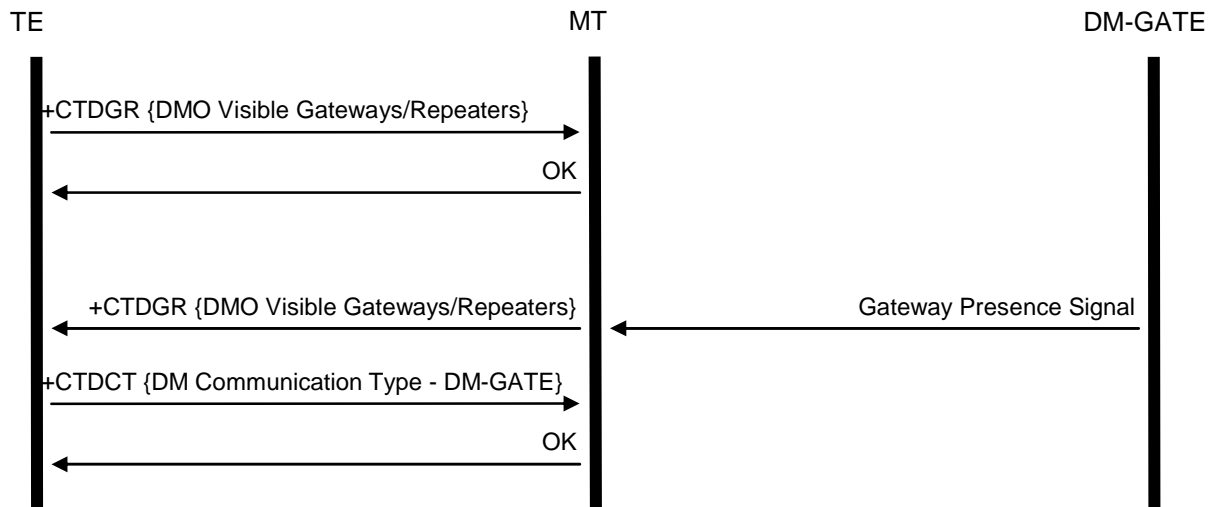 TE
MT
DM-GATE
+CTDGR {DMO Visible Gateways/Repeaters}
OK
+CTDGR {DMO Visible Gateways/Repeaters}
Gateway Presence Signal
+CTDCT {DM Communication Type - DM-GATE}
OK